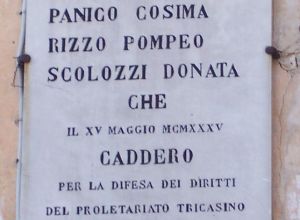 PANICO COSIMA
RIZZO POMPEO
SCOLOZZI DONATA
CHE
IL XV MAGGIO MCMXXXV
CADDERO
PER LA DIFESA DEI DIRITTI
DEL PROLETARIATO TRICASINO